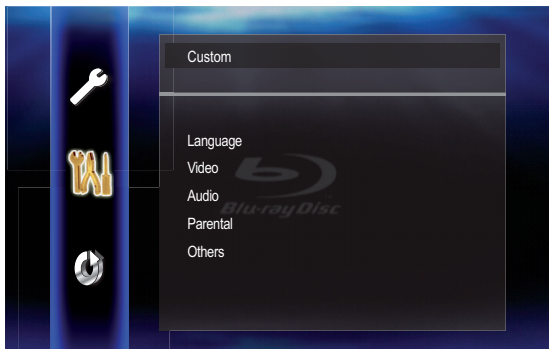 Custom
Language
Video
Audio
Blu-ray Disc
Parental
Others